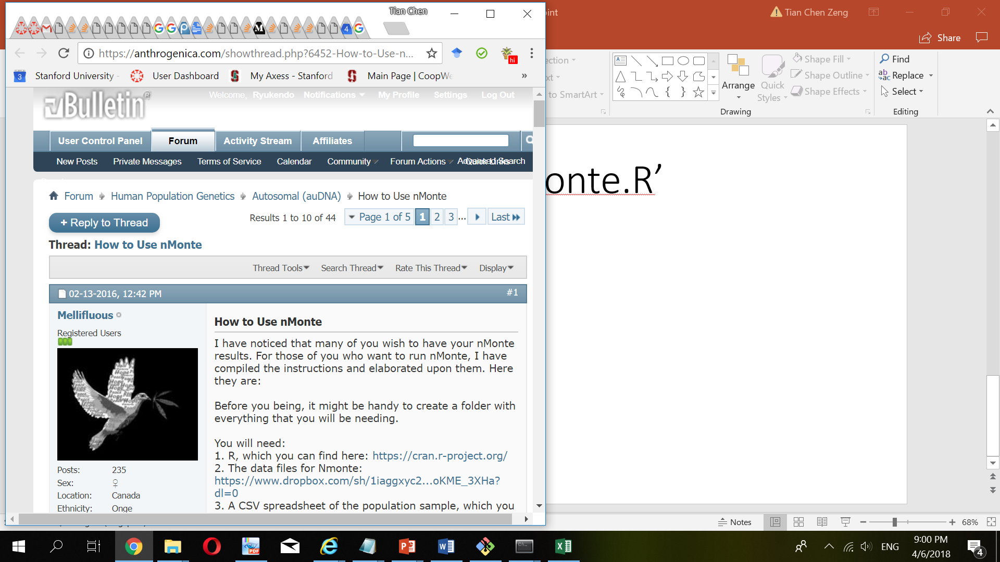 Tian Chen
https://anthrogenica.com/showthread.php?6452-How-to-Use-n...
hi
3 Stanford University - User Dashboard My Axess - Stanford Main Page | CoopWe »
vBulletin®
Welcome, Ryukendo Notifications My Profile Settings Log Out
User Control Panel Forum Activity Stream Affiliates
New Posts Private Messages Terms of Service Calendar Community Forum Actions Quick Links Advanced Search
Forum Human Population Genetics Autosomal (auDNA) How to Use nMonte
+ Reply to Thread
Results 1 to 10 of 44 Page 1 of 5 1 2 3 ... Last
Thread: How to Use nMonte
Thread Tools Search Thread Rate This Thread Display
02-13-2016, 12:42 PM #1
Mellifluous
Registered Users
Posts: 235
Sex: ♀
Location: Canada
Ethnicity: Onge
How to Use nMonte
I have noticed that many of you wish to have your nMonte
results. For those of you who want to run nMonte, I have
compiled the instructions and elaborated upon them. Here
they are:
Before you being, it might be handy to create a folder with
everything that you will be needing.
You will need:
1. R, which you can find here: https://cran.r-project.org/
2. The data files for Nmonte:
https://www.dropbox.com/sh/1iaggxyc2...oKME_3XHa?
dl=0
3. A CSV spreadsheet of the population sample, which you
oint
Tian Chen Zeng
Share
ection
xt
to SmartArt
Arrange
Quick
Styles
Shape Fill
Shape Outline
Shape Effects
Drawing
Find
Replace
Select
Editing
onte.R’
Notes
68%
ENG
9:00 PM
4/6/2018
4